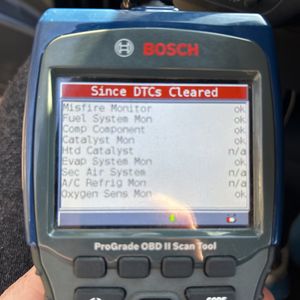 BOSCH
Since DTCs Cleared
Misfire Monitor ok
Fuel System Mon ok
Comp Component ok
Catalyst Mon ok
Htd Catalyst n/a
Evap System Mon ok
Sec Air System n/a
A/C Refrig Mon n/a
Oxygen Sens Mon ok
ProGrade OBD II Scan Tool
CODE